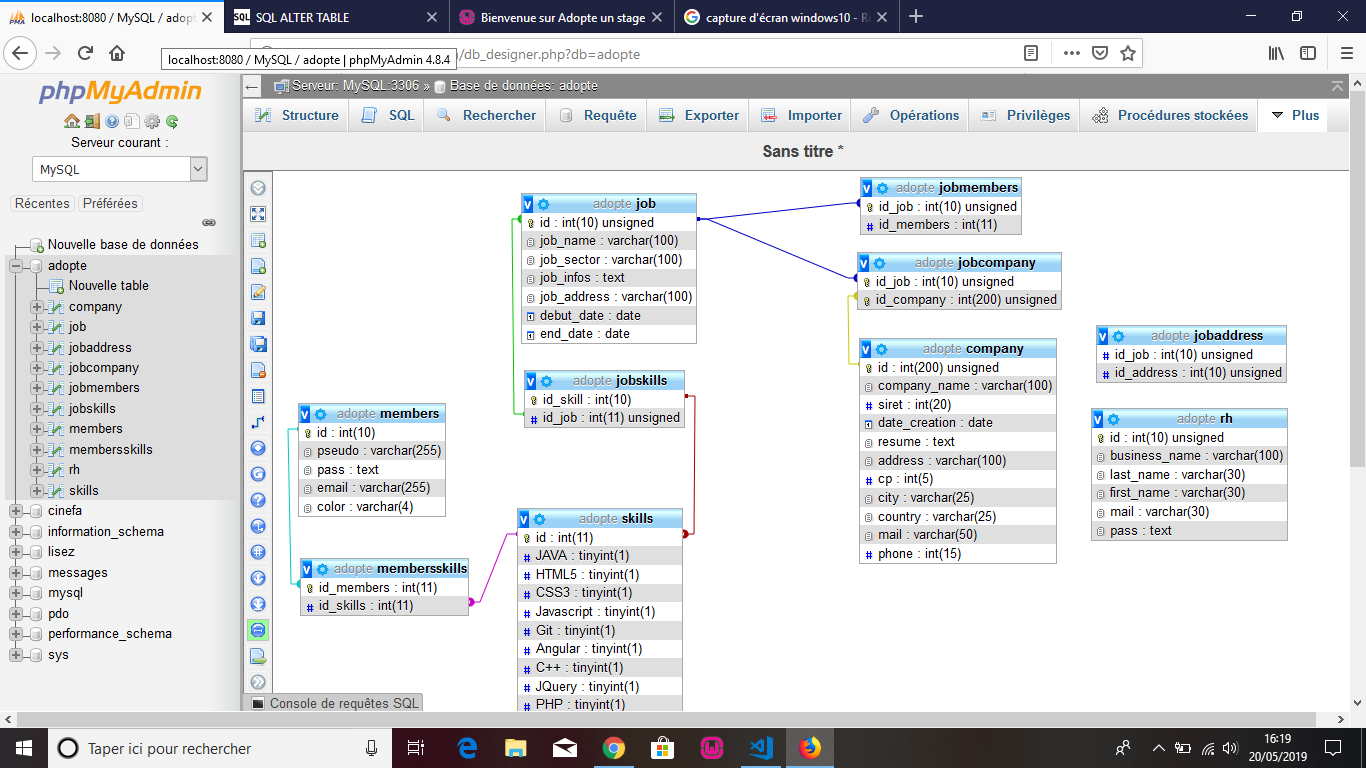 localhost:8080 / MySQL / adopt
SQL ALTER TABLE
Bienvenue sur Adopte un stage
capture d'écran windows10 - R
/db_designer.php?db=adopte
localhost:8080 / MySQL / adopte | phpMyAdmin 4.8.4
phpMyAdmin
Serveur courant :
MySQL
Récentes Préférées
Nouvelle base de données
adopte
Nouvelle table
company
job
jobaddress
jobcompany
jobmembers
jobskills
members
membersskills
rh
skills
cinefa
information_schema
lisez
messages
mysql
pdo
performance_schema
sys
Serveur: MySQL:3306 » Base de données: adopte
Structure SQL Rechercher Requête Exporter Importer Opérations Privilèges Procédures stockées Plus
Sans titre *
adopte job
id : int(10) unsigned
job_name : varchar(100)
job_sector : varchar(100)
job_infos : text
job_address : varchar(100)
debut_date : date
end_date : date
adopte jobmembers
id_job : int(10) unsigned
id_members : int(11)
adopte jobcompany
id_job : int(10) unsigned
id_company : int(200) unsigned
adopte company
id : int(200) unsigned
company_name : varchar(100)
siret : int(20)
date_creation : date
resume : text
address : varchar(100)
cp : int(5)
city : varchar(25)
country : varchar(25)
mail : varchar(50)
phone : int(15)
adopte jobaddress
id_job : int(10) unsigned
id_address : int(10) unsigned
adopte rh
id : int(10) unsigned
business_name : varchar(100)
last_name : varchar(30)
first_name : varchar(30)
mail : varchar(30)
pass : text
adopte jobskills
id_skill : int(10)
id_job : int(11) unsigned
adopte members
id : int(10)
pseudo : varchar(255)
pass : text
email : varchar(255)
color : varchar(4)
adopte membersskills
id_members : int(11)
id_skills : int(11)
adopte skills
id : int(11)
JAVA : tinyint(1)
HTML5 : tinyint(1)
CSS3 : tinyint(1)
Javascript : tinyint(1)
Git : tinyint(1)
Angular : tinyint(1)
C++ : tinyint(1)
JQuery : tinyint(1)
PHP : tinyint(1)
Console de requêtes SQL
Taper ici pour rechercher
16:19
20/05/2019